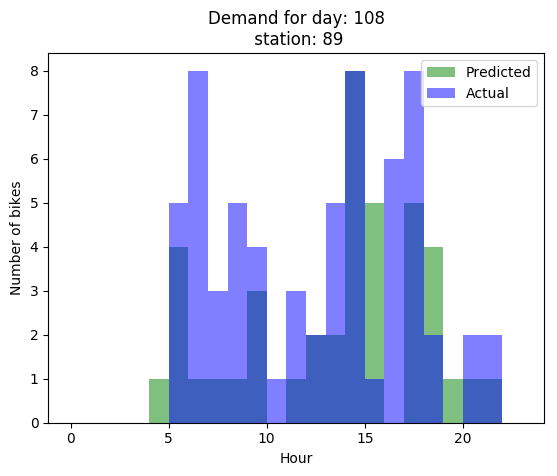 Demand for day: 108
station: 89
Predicted
Actual
Number of bikes
8
7
6
5
4
3
2
1
0
0 5 10 15 20
Hour